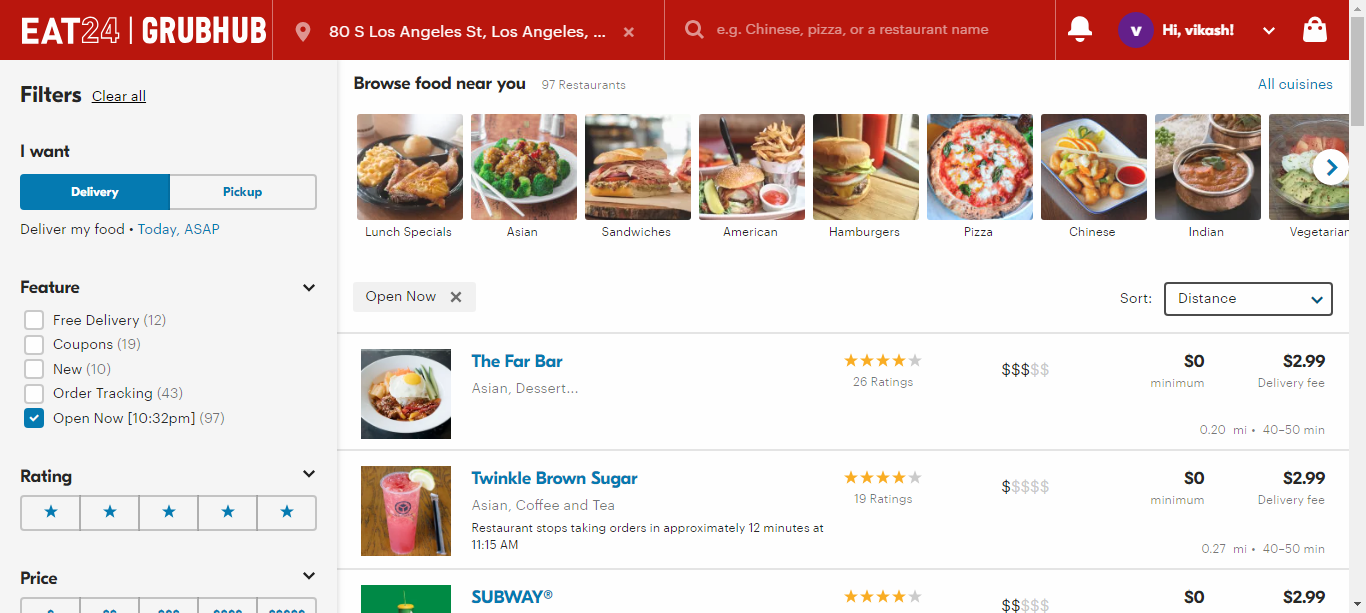 EAT24 | GRUBHUB
80 S Los Angeles St, Los Angeles, ...
e.g. Chinese, pizza, or a restaurant name
v
Hi, vikash!
Filters
Clear all
I want
Delivery
Pickup
Deliver my food • Today, ASAP
Feature
Free Delivery (12)
Coupons (19)
New (10)
Order Tracking (43)
Open Now [10:32pm] (97)
Rating
Price
Browse food near you
97 Restaurants
All cuisines
Lunch Specials
Asian
Sandwiches
American
Hamburgers
Pizza
Chinese
Indian
Vegetarian
Open Now
Sort:
Distance
The Far Bar
Asian, Dessert...
26 Ratings
$$$$$
$0
minimum
$2.99
Delivery fee
0.20 mi • 40–50 min
Twinkle Brown Sugar
Asian, Coffee and Tea
Restaurant stops taking orders in approximately 12 minutes at
11:15 AM
19 Ratings
$$$$$
$0
minimum
$2.99
Delivery fee
0.27 mi • 40–50 min
SUBWAY®
$$$$$
$0
$2.99